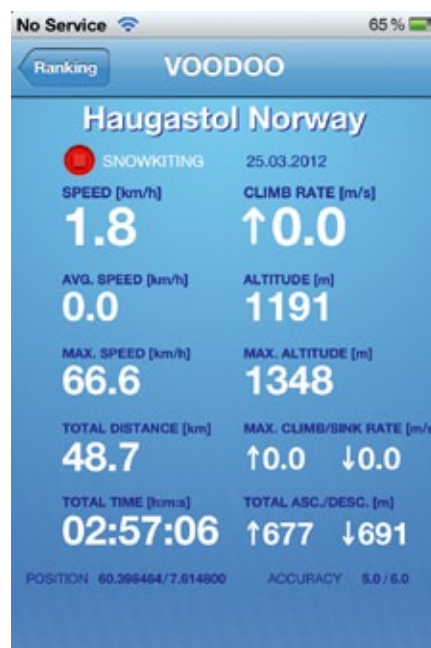 No Service 65 %
Ranking VOODOO
Haugastol Norway
SNOWKITING 25.03.2012
SPEED [km/h] CLIMB RATE [m/s]
1.8 ↑0.0
AVG. SPEED [km/h] ALTITUDE [m]
0.0 1191
MAX. SPEED [km/h] MAX. ALTITUDE [m]
66.6 1348
TOTAL DISTANCE [km] MAX. CLIMB/SINK RATE [m/s
48.7 ↑0.0 ↓0.0
TOTAL TIME [h:m:s] TOTAL ASC./DESC. [m]
02:57:06 ↑677 ↓691
POSITION 60.398464/7.614800 ACCURACY 5.0/6.0